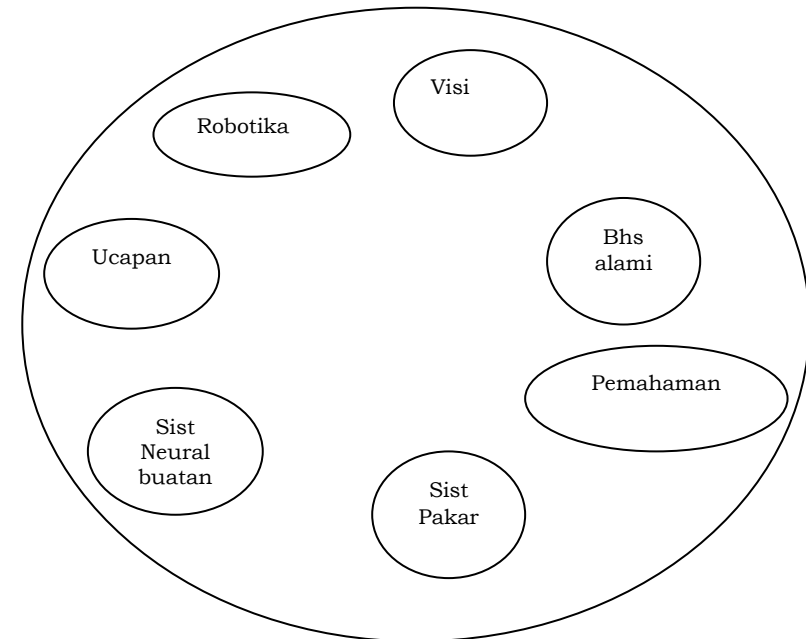 Visi
Robotika
Bhs
alami
Ucapan
Pemahaman
Sist
Neural
buatan
Sist
Pakar